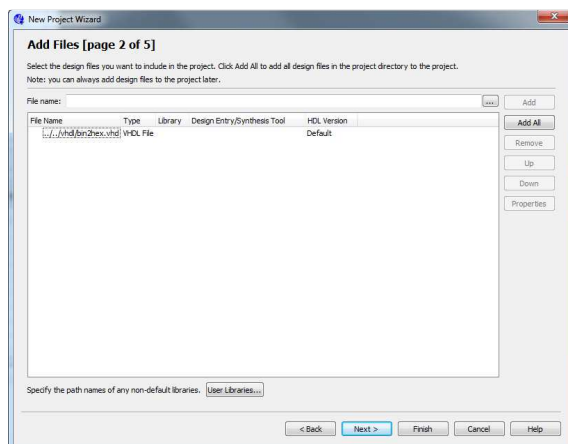 New Project Wizard
Add Files [page 2 of 5]
Select the design files you want to include in the project. Click Add All to add all design files in the project directory to the project.
Note: you can always add design files to the project later.
File name: ... Add
File Name Type Library Design Entry/Synthesis Tool HDL Version Add All
../../vhdl/bin2hex.vhd VHDL File Default
Remove
Up
Down
Properties
Specify the path names of any non-default libraries. User Libraries...
< Back Next > Finish Cancel Help